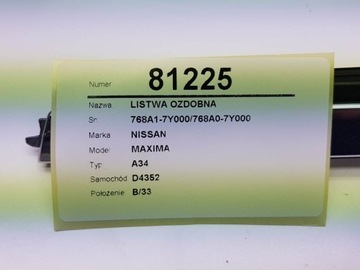 Numer 81225
Nazwa LISTWA OZDOBNA
Sn 768A1-7Y000/768A0-7Y000
Marka NISSAN
Model MAXIMA
Typ A34
Samochód D4352
Położenie B/33